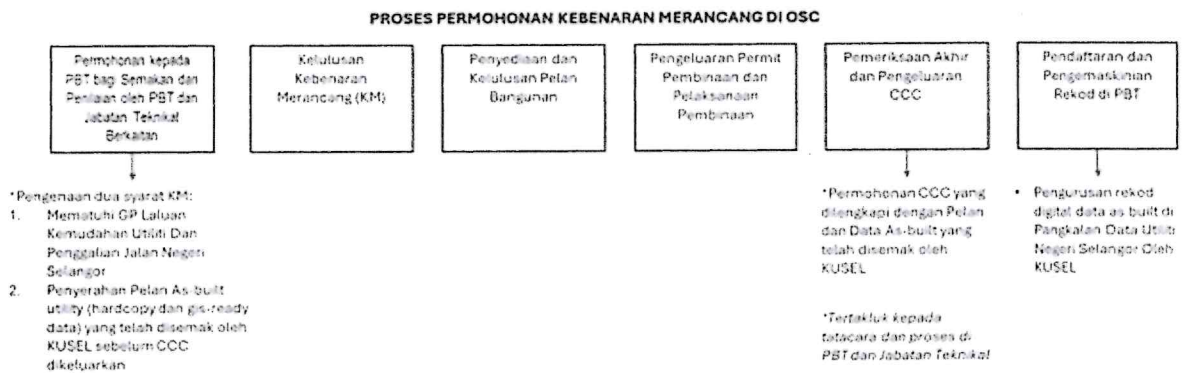 PROSES PERMOHONAN KEBENARAN MERANCANG DI OSC
Permohonan kepada
PBT bagi Semakan dan
Penilaian oleh PBT dan
Jabatan Teknikal
Berkaitan
Kelulusan
Kebenaran
Merancang (KM)
Penyediaan dan
Kelulusan Pelan
Bangunan
Pengeluaran Permit
Pembinaan dan
Pelaksanaan
Pembinaan
Pemeriksaan Akhir
dan Pengeluaran
CCC
Pendaftaran dan
Pengemaskinian
Rekod di PBT
*Pengenaan dua syarat KM:
1. Mematuhi GP Laluan
Kemudahan Utiliti Dan
Penggalian Jalan Negeri
Selangor
2. Penyerahan Pelan As-built
utility (hardcopy dan gis-ready
data) yang telah disemak oleh
KUSEL sebelum CCC
dikeluarkan
*Permohonan CCC yang
dilengkapi dengan Pelan
dan Data As-built yang
telah disemak oleh
KUSEL
*Tertakluk kepada
tatacara dan proses di
PBT dan Jabatan Teknikal
• Pengurusan rekod
digital data as built di
Pangkalan Data Utiliti
Negeri Selangor Oleh
KUSEL